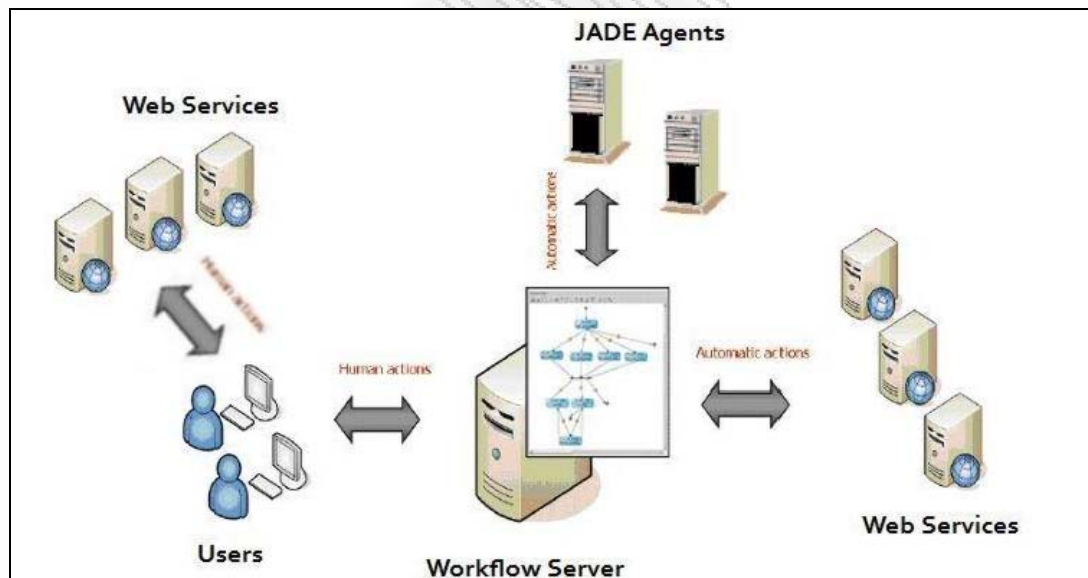 JADE Agents
Web Services
Automatic actions
Human actions
Human actions
Automatic actions
Web Services
Users
Workflow Server